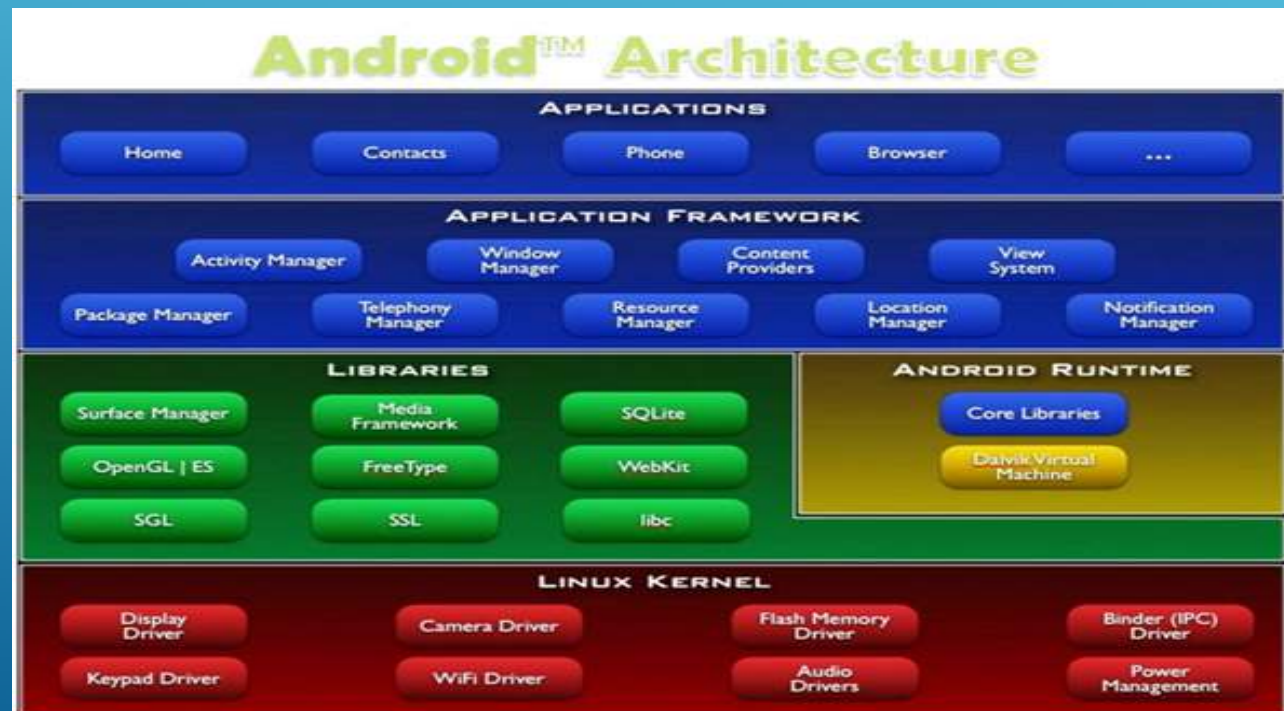 Android™ Architecture
APPLICATIONS
Home
Contacts
Phone
Browser
...
APPLICATION FRAMEWORK
Activity Manager
Window
Manager
Content
Providers
View
System
Package Manager
Telephony
Manager
Resource
Manager
Location
Manager
Notification
Manager
LIBRARIES
Surface Manager
Media
Framework
SQLite
OpenGL | ES
FreeType
WebKit
SGL
SSL
libc
ANDROID RUNTIME
Core Libraries
Dalvik Virtual
Machine
LINUX KERNEL
Display
Driver
Camera Driver
Flash Memory
Driver
Binder (IPC)
Driver
Keypad Driver
WiFi Driver
Audio
Drivers
Power
Management